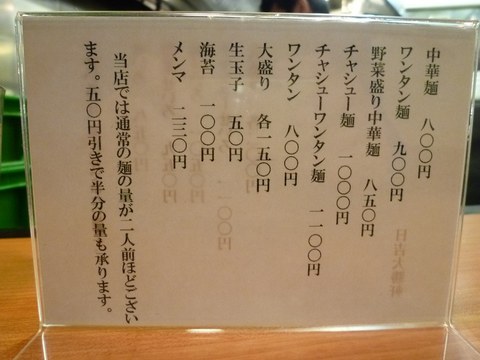 中華麺 八〇〇円
ワンタン麺 九〇〇円
野菜盛り中華麺 八五〇円
チャシュー麺 一〇〇〇円
チャシューワンタン麺 一一〇〇円
ワンタン 八〇〇円
大盛り 各一五〇円
生玉子 五〇円
海苔 一〇〇円
メンマ 二三〇円
当店では通常の麺の量が二人前ほどござい
ます。五〇円引きで半分の量も承ります。